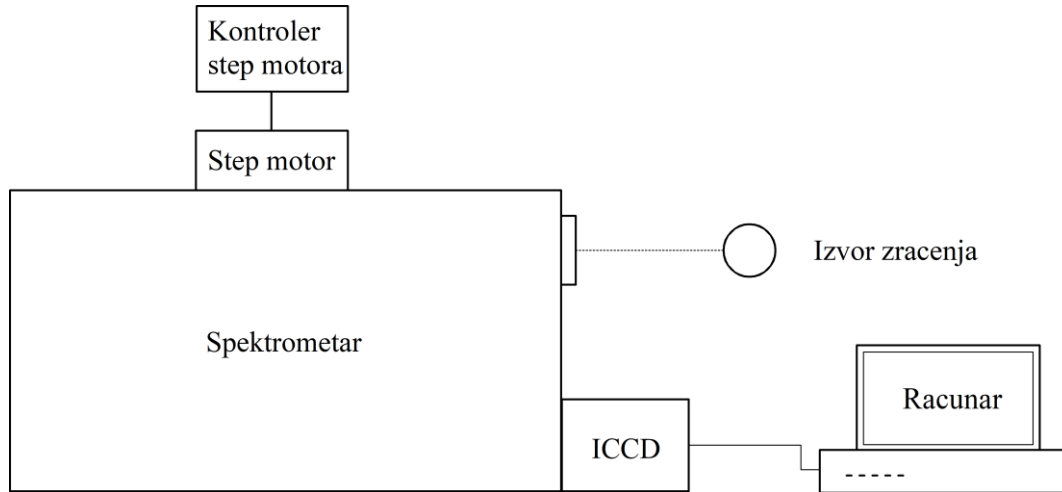 Kontroler
step motora
Step motor
Izvor zracenja
Spektrometar
Racunar
ICCD